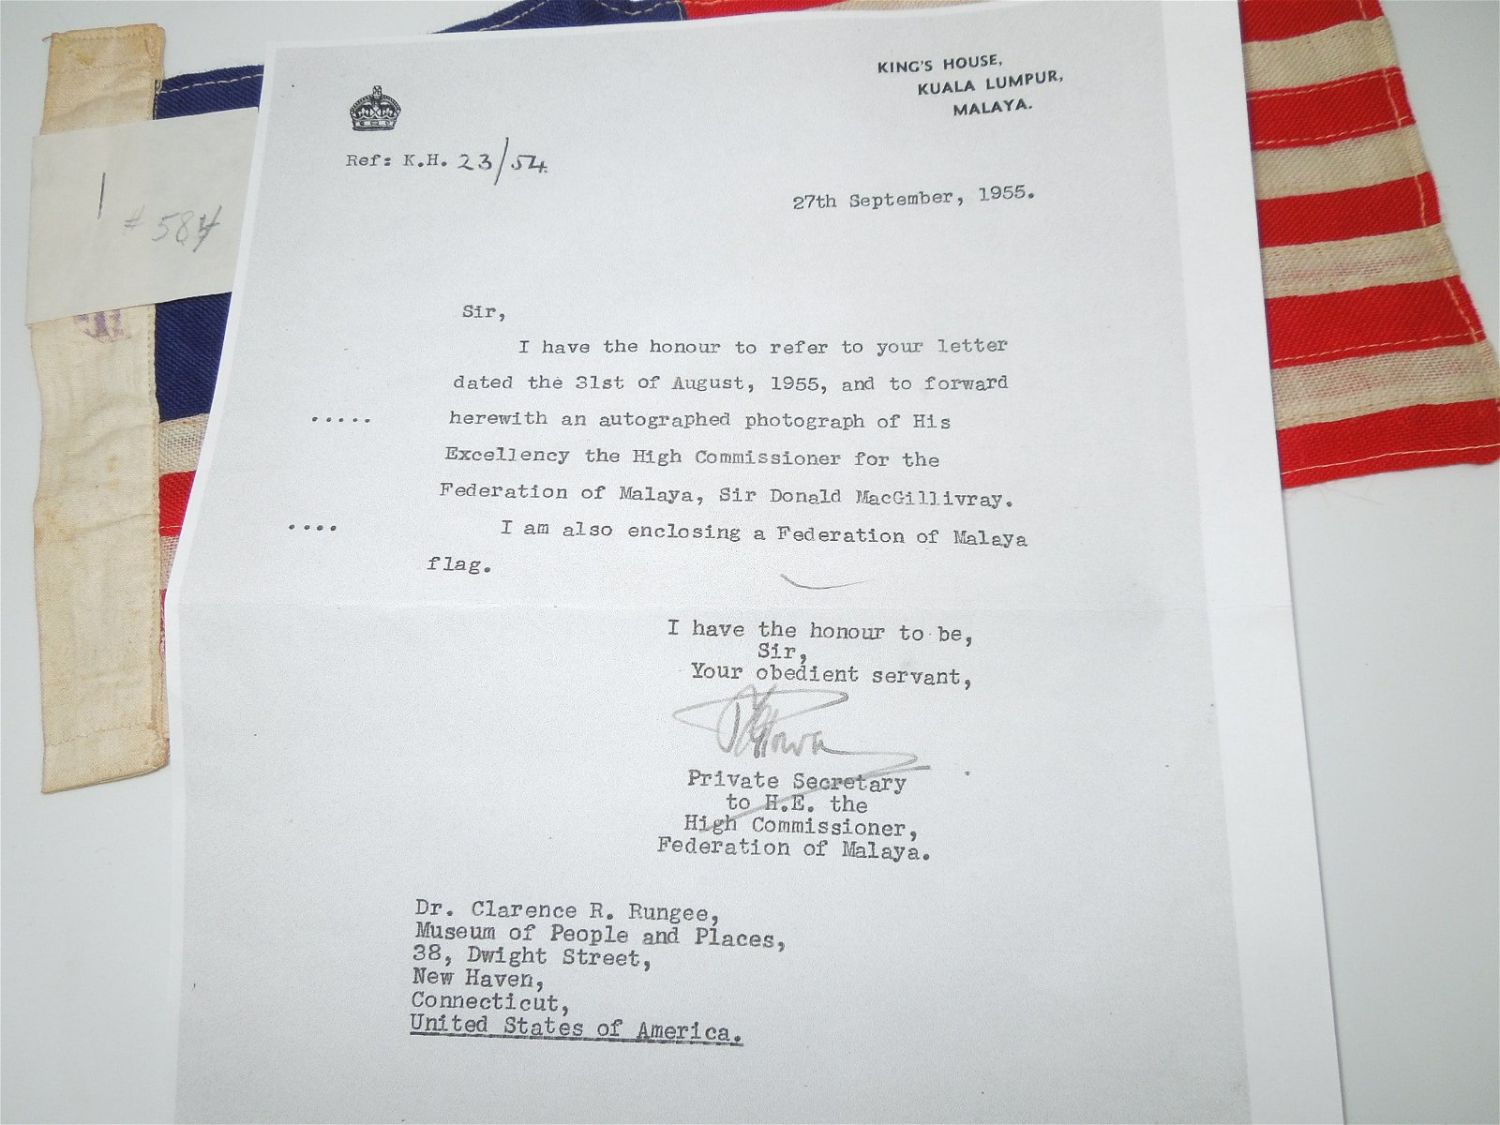 KING'S HOUSE,
KUALA LUMPUR,
MALAYA.
Ref: K.H. 23/54.
27th September, 1955.
# 584
Sir,
I have the honour to refer to your letter
dated the 31st of August, 1955, and to forward
..... herewith an autographed photograph of His
Excellency the High Commissioner for the
Federation of Malaya, Sir Donald MacGillivray.
.... I am also enclosing a Federation of Malaya
flag.
I have the honour to be,
Sir,
Your obedient servant,
Private Secretary
to H.E. the
High Commissioner,
Federation of Malaya.
Dr. Clarence R. Rungee,
Museum of People and Places,
38, Dwight Street,
New Haven,
Connecticut,
United States of America.